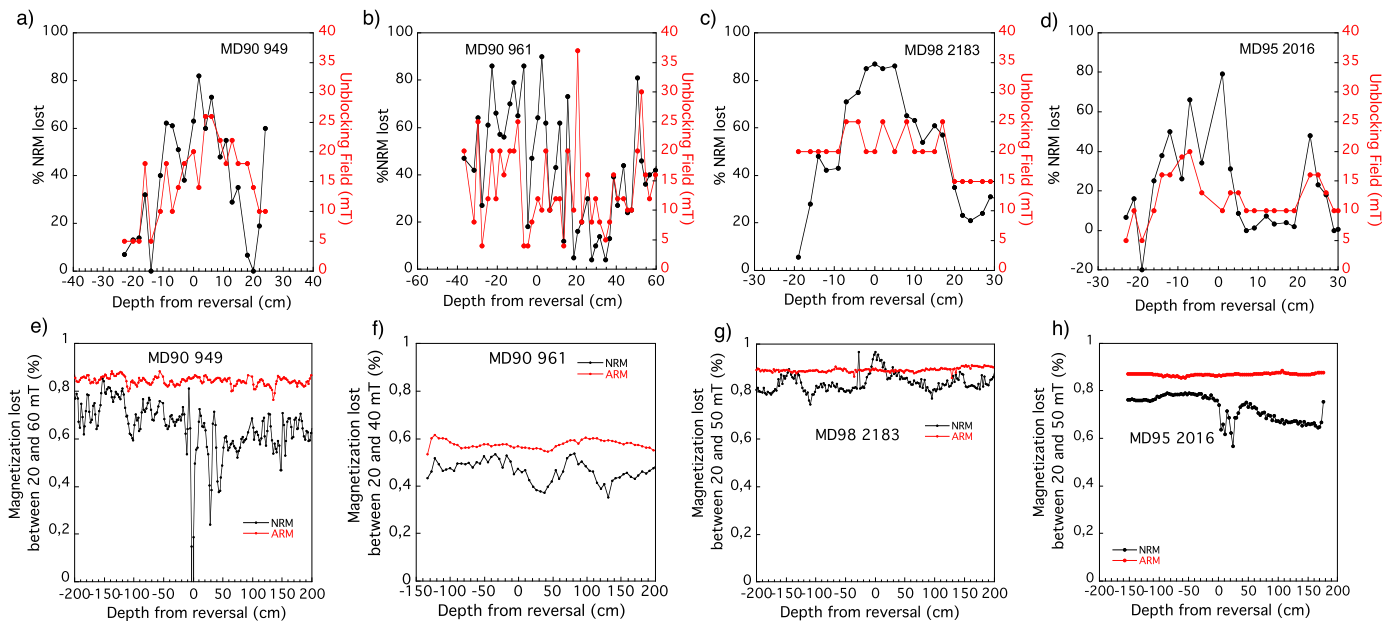 a)
MD90 949
100
80
60
40
20
0
% NRM lost
40
35
30
25
20
15
10
5
0
Unblocking Field (mT)
-40 -30 -20 -10 0 10 20 30 40
Depth from reversal (cm)
b)
MD90 961
100
80
60
40
20
0
%NRM lost
40
35
30
25
20
15
10
5
0
Unblocking Field (mT)
-60 -40 -20 0 20 40 60
Depth from reversal (cm)
c)
MD98 2183
100
80
60
40
20
0
% NRM lost
40
35
30
25
20
15
10
5
0
Unblocking Field (mT)
-30 -20 -10 0 10 20 30
Depth from reversal (cm)
d)
MD95 2016
100
80
60
40
20
0
-20
% NRM lost
40
35
30
25
20
15
10
5
0
Unblocking Field (mT)
-30 -20 -10 0 10 20 30
Depth from reversal (cm)
e)
MD90 949
1
0,8
0,6
0,4
0,2
0
Magnetization lost
between 20 and 60 mT (%)
NRM
ARM
-200 -150 -100 -50 0 50 100 150 200
Depth from reversal (cm)
f)
MD90 961
NRM
ARM
1
0,8
0,6
0,4
0,2
0
Magnetization lost
between 20 and 40 mT (%)
-150 -100 -50 0 50 100 150 200
Depth from reversal (cm)
g)
1
0,8
0,6
0,4
0,2
0
Magnetization lost
between 20 and 50 mT (%)
MD98 2183
NRM
ARM
-200 -150 -100 -50 0 50 100 150 200
Depth from reversal (cm)
h)
1
0,8
0,6
0,4
0,2
0
Magnetization lost
between 20 and 50 mT (%)
MD95 2016
NRM
ARM
-200 -150 -100 -50 0 50 100 150 200
Depth from reversal (cm)